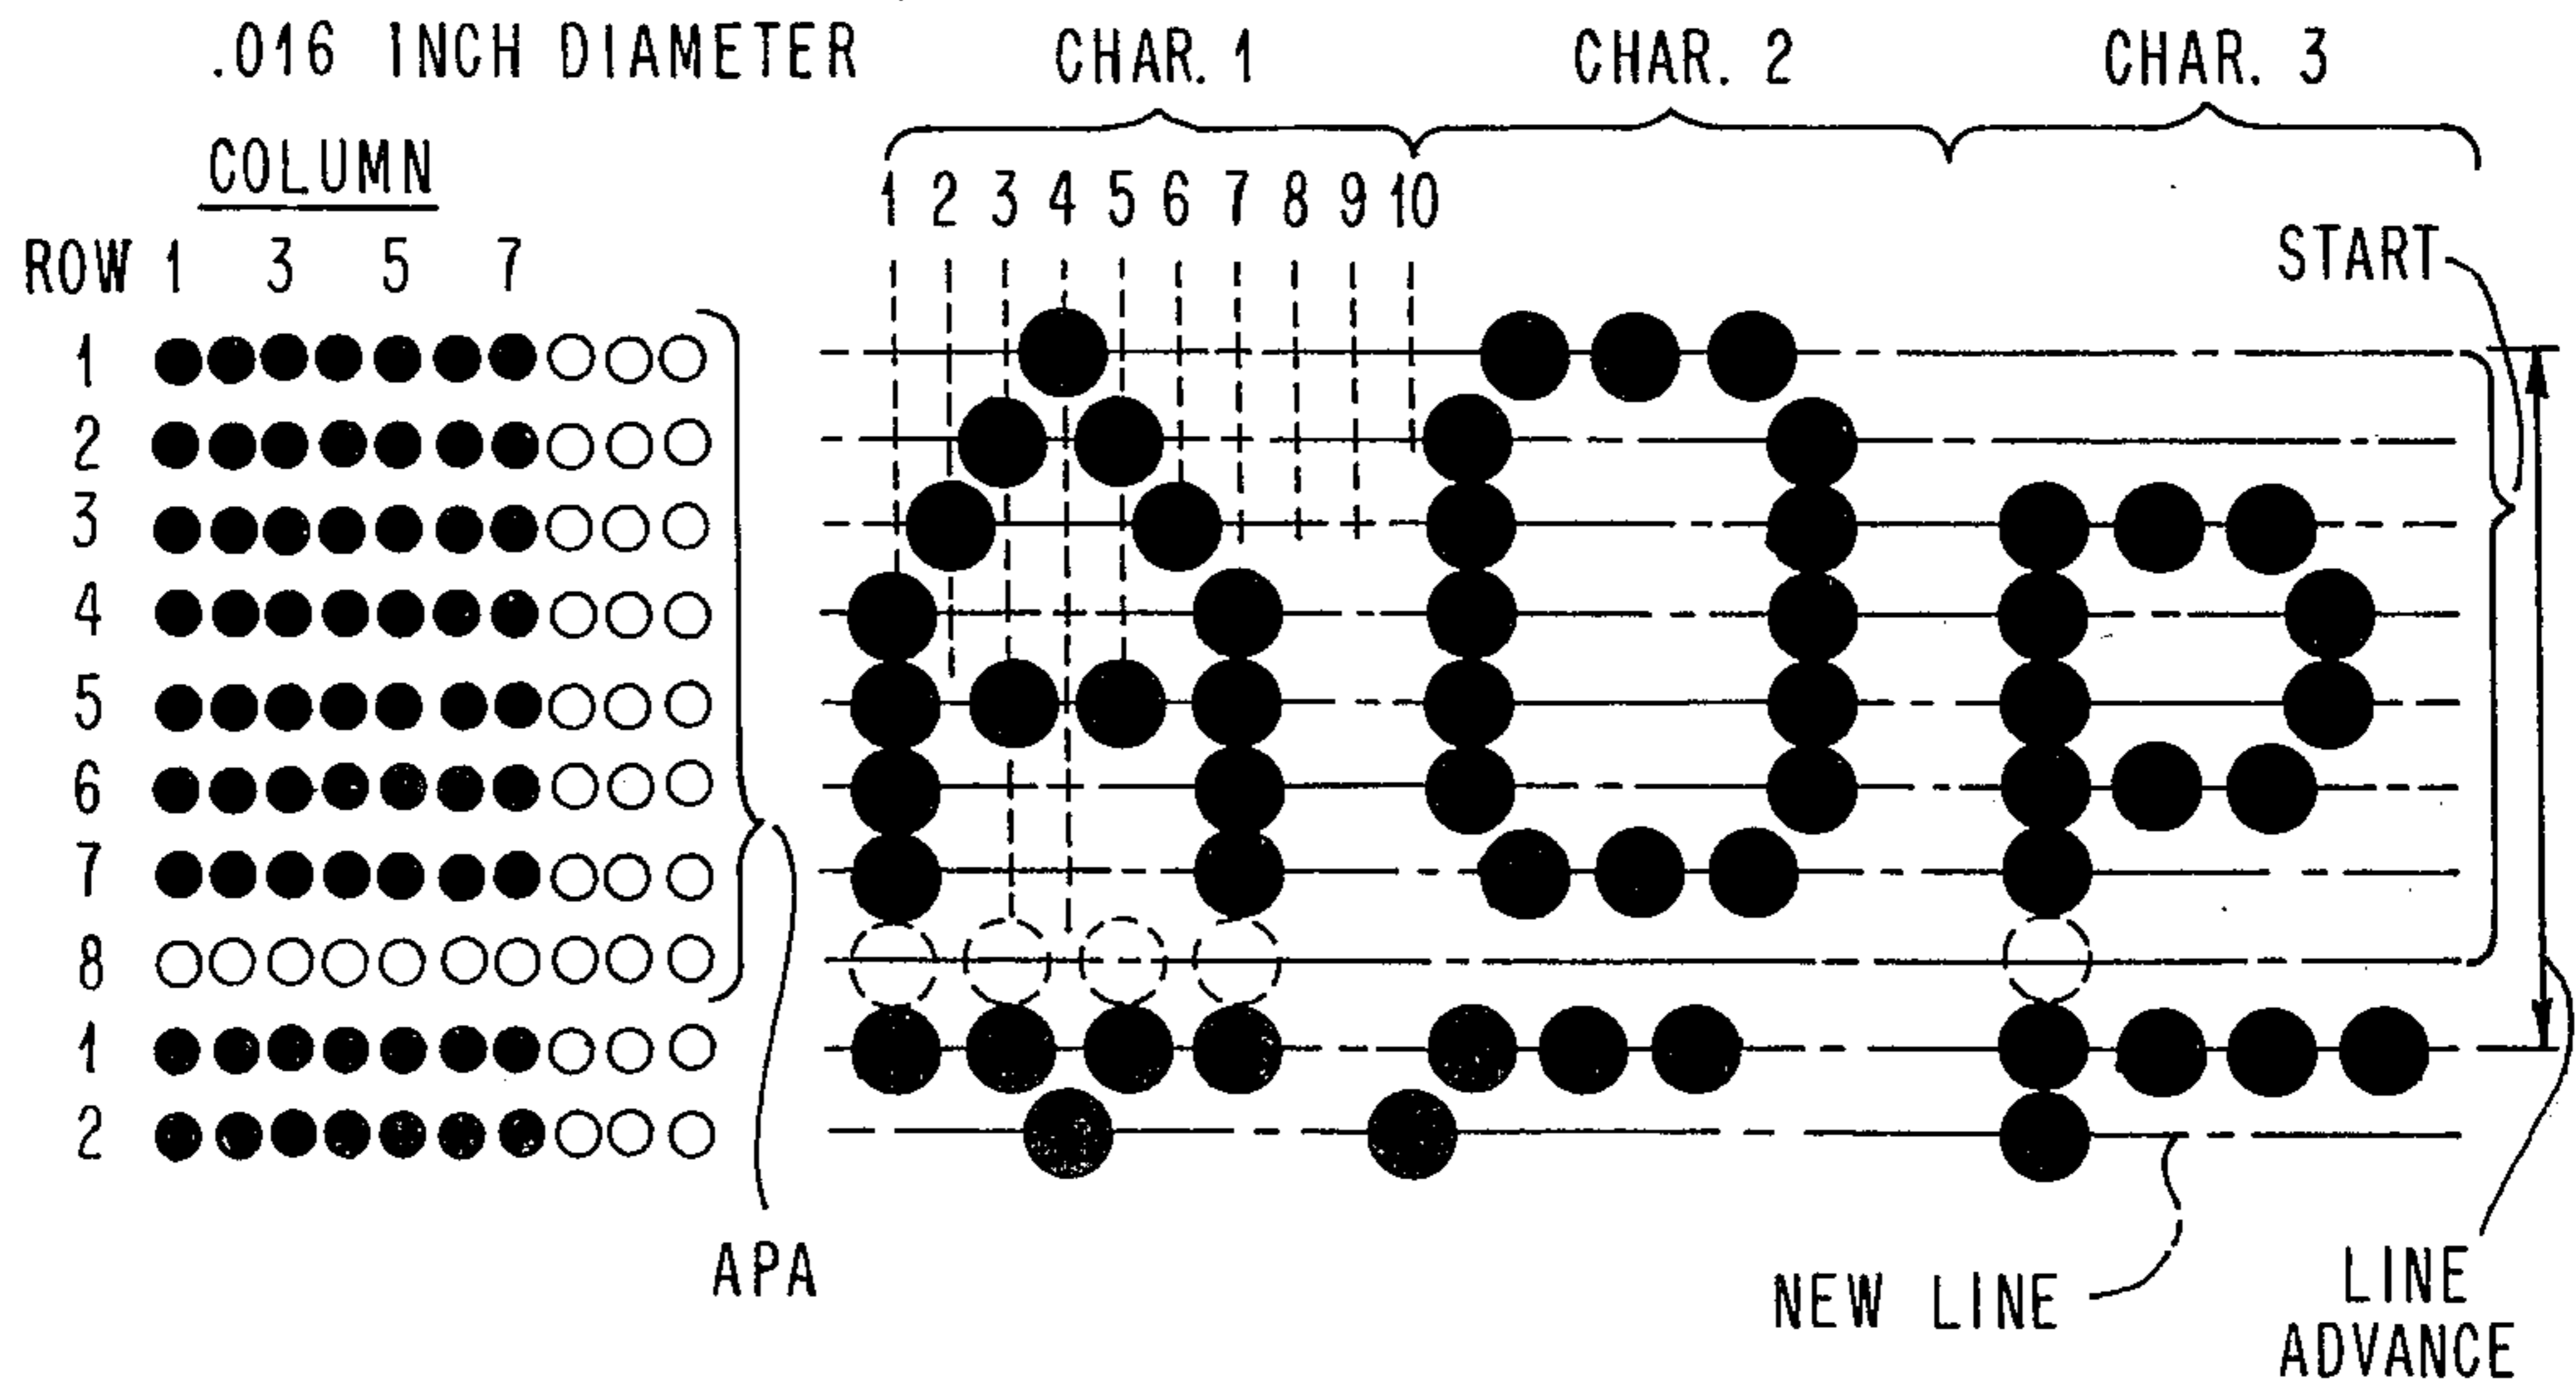 .016 INCH DIAMETER
CHAR. 1 CHAR. 2 CHAR. 3
COLUMN
1 2 3 4 5 6 7 8 9 10
ROW 1 3 5 7
START
1
2
3
4
5
6
7
8
1
2
APA
NEW LINE
LINE
ADVANCE